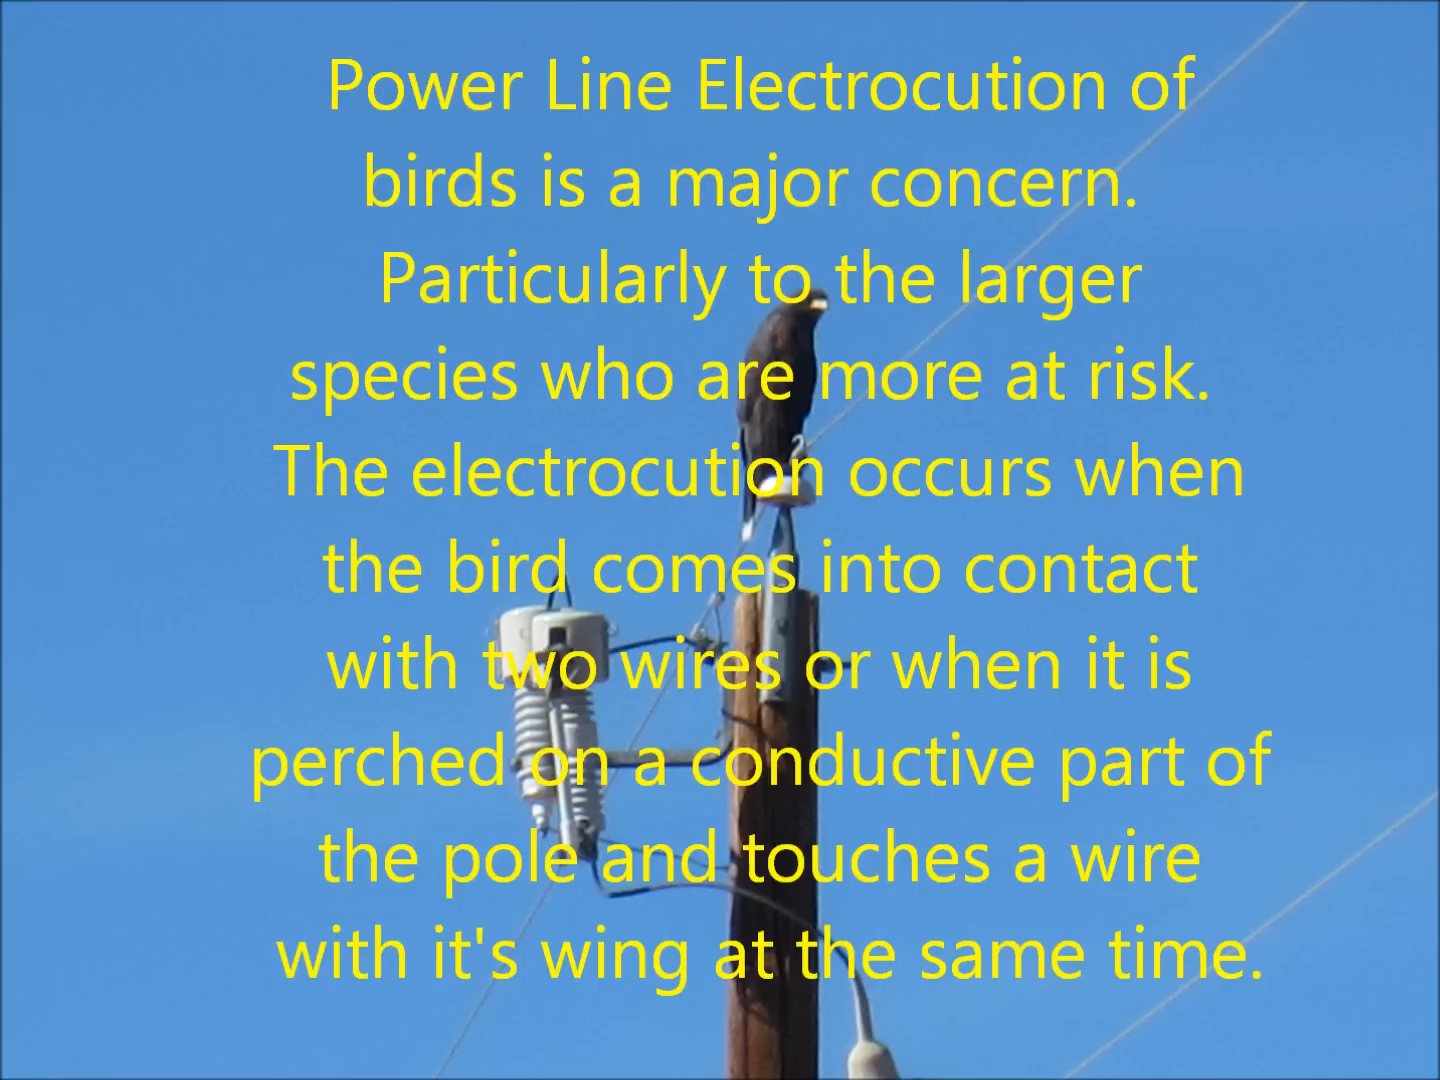 Power Line Electrocution of
birds is a major concern.
Particularly to the larger
species who are more at risk.
The electrocution occurs when
the bird comes into contact
with two wires or when it is
perched on a conductive part of
the pole and touches a wire
with it's wing at the same time.